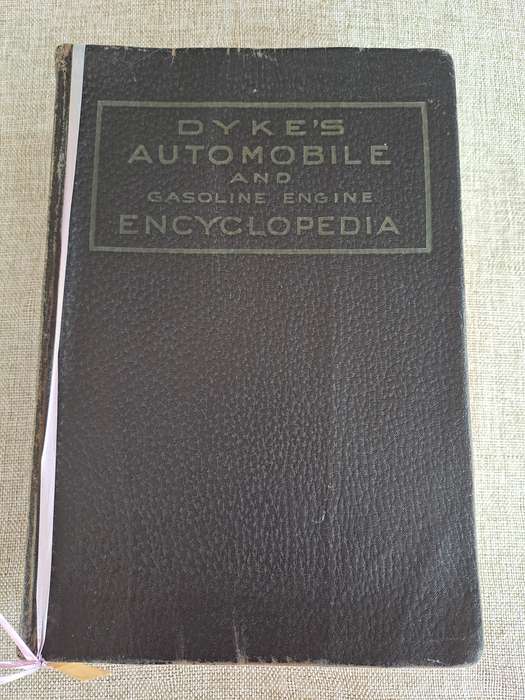 DYKE'S
AUTOMOBILE
AND
GASOLINE ENGINE
ENCYCLOPEDIA